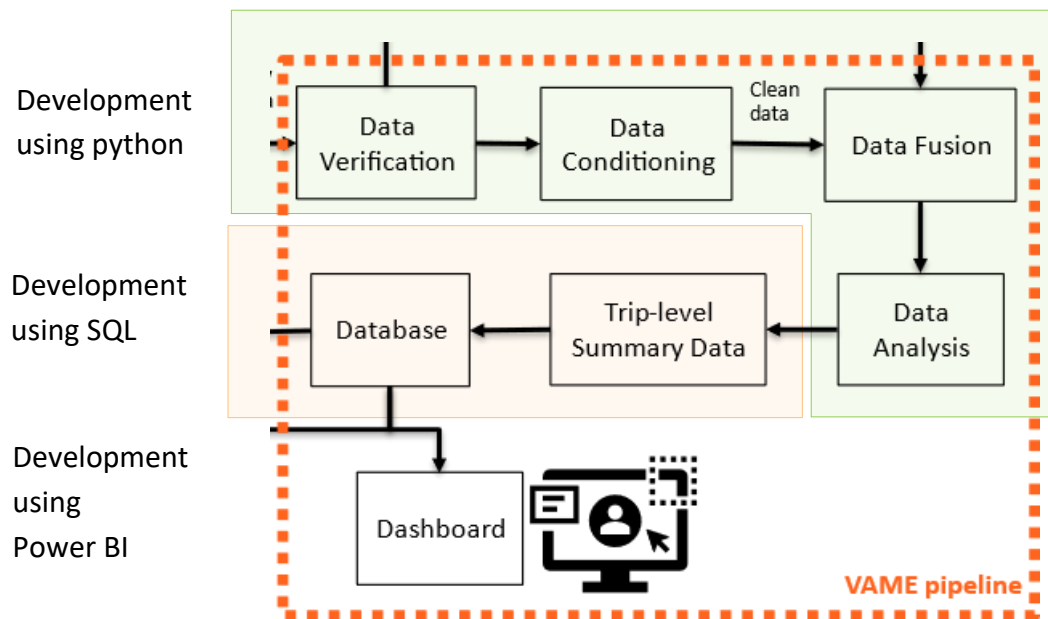 Development
using python
Data
Verification
Data
Conditioning
Clean
data
Data Fusion
Development
using SQL
Database
Trip-level
Summary Data
Data
Analysis
Development
using
Power BI
Dashboard
VAME pipeline